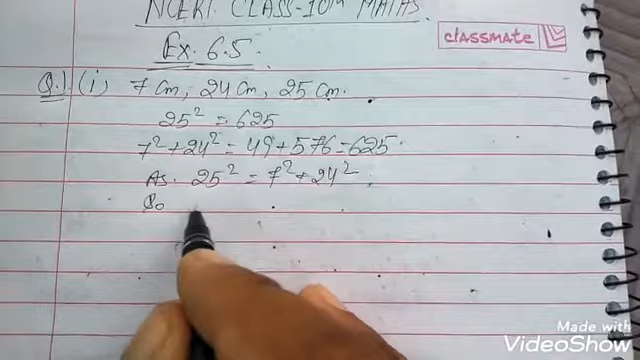 NCERT CLASS-10th MATHS.
Ex. 6.5.
classmate
Q.1. (i) 7 cm, 24 cm, 25 cm.
25² = 625
7² + 24² = 49 + 576 = 625.
As. 25² = 7² + 24²
So
Made with
VideoShow